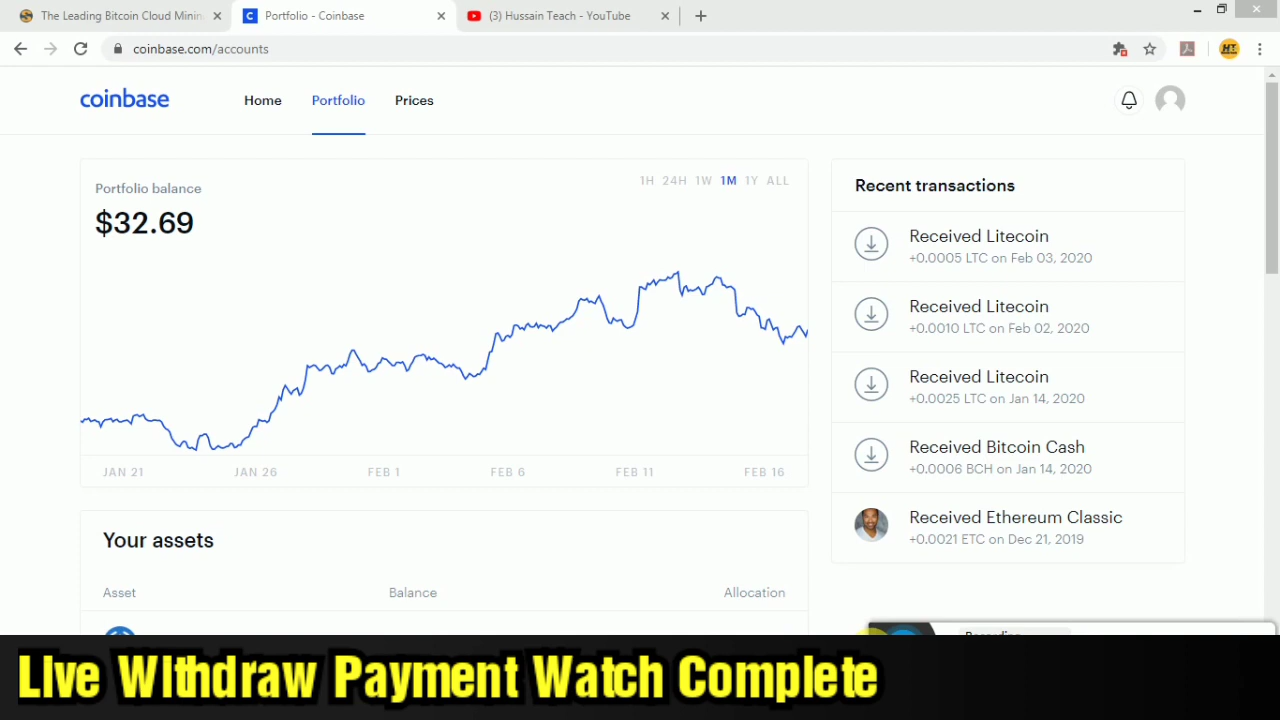 The Leading Bitcoin Cloud Minin
Portfolio - Coinbase
(3) Hussain Teach - YouTube
coinbase.com/accounts
HT
coinbase
Home
Portfolio
Prices
Portfolio balance
$32.69
1H 24H 1W 1M 1Y ALL
JAN 21 JAN 26 FEB 1 FEB 6 FEB 11 FEB 16
Your assets
Asset Balance Allocation
Recent transactions
Received Litecoin
+0.0005 LTC on Feb 03, 2020
Received Litecoin
+0.0010 LTC on Feb 02, 2020
Received Litecoin
+0.0025 LTC on Jan 14, 2020
Received Bitcoin Cash
+0.0006 BCH on Jan 14, 2020
Received Ethereum Classic
+0.0021 ETC on Dec 21, 2019
Recording
Live Withdraw Payment Watch Complete